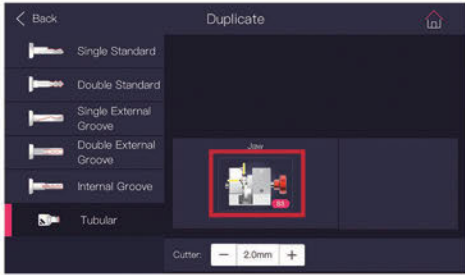 Back
Duplicate
Single Standard
Double Standard
Single External
Groove
Double External
Groove
Internal Groove
Tubular
Jaw
S3
Cutter:
− 2.0mm +